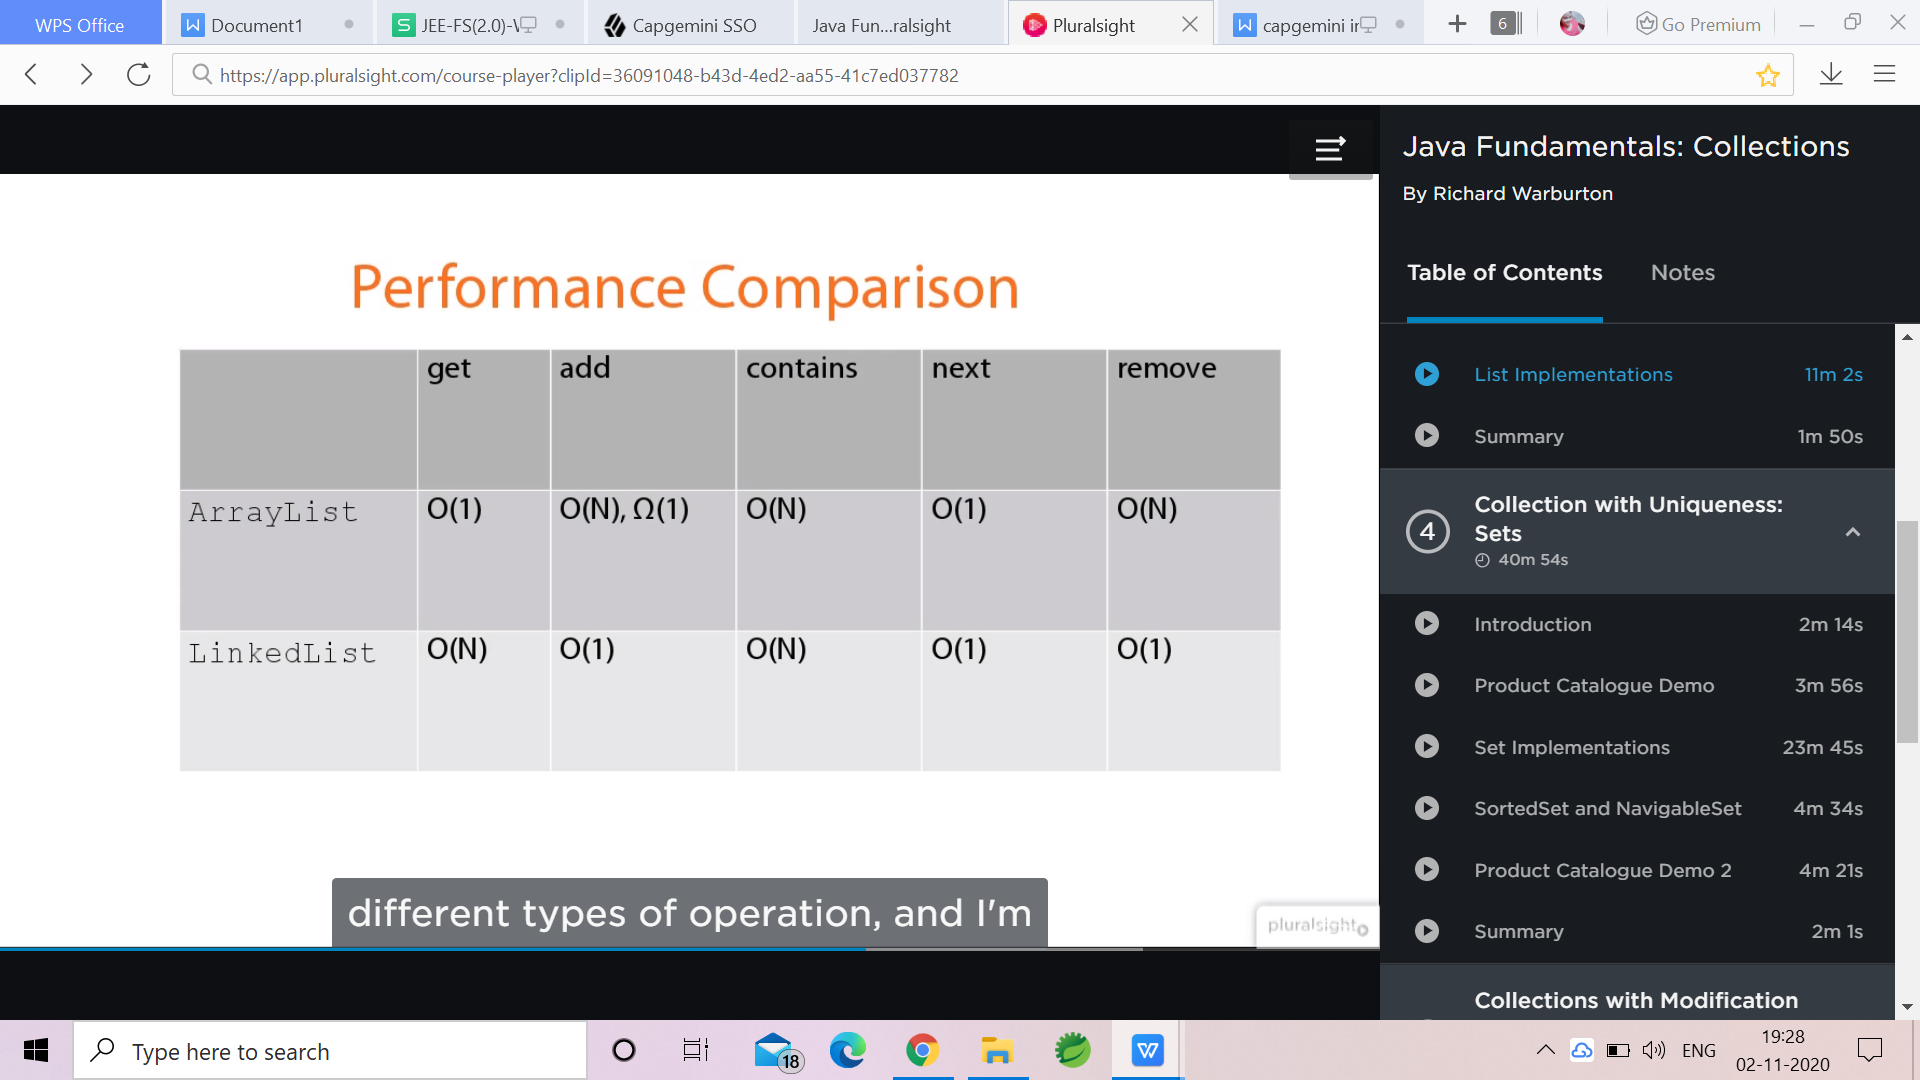 WPS Office
Document1
JEE-FS(2.0)-V
Capgemini SSO
Java Fun...ralsight
Pluralsight
capgemini ir
6
Go Premium
https://app.pluralsight.com/course-player?clipId=36091048-b43d-4ed2-aa55-41c7ed037782
Performance Comparison
get add contains next remove
ArrayList O(1) O(N), Ω(1) O(N) O(1) O(N)
LinkedList O(N) O(1) O(N) O(1) O(1)
different types of operation, and I'm
pluralsight
Java Fundamentals: Collections
By Richard Warburton
Table of Contents Notes
List Implementations 11m 2s
Summary 1m 50s
4
Collection with Uniqueness:
Sets
40m 54s
Introduction 2m 14s
Product Catalogue Demo 3m 56s
Set Implementations 23m 45s
SortedSet and NavigableSet 4m 34s
Product Catalogue Demo 2 4m 21s
Summary 2m 1s
Collections with Modification
Type here to search
18
ENG
19:28
02-11-2020